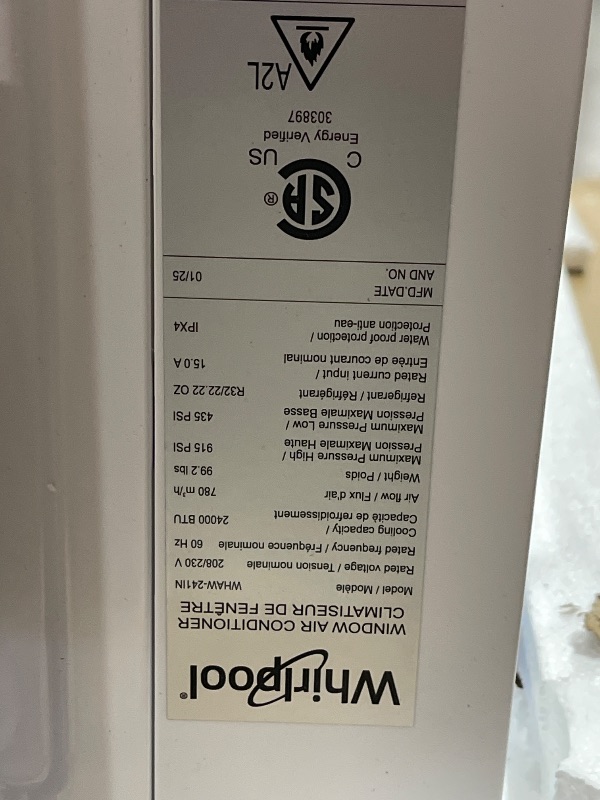 Whirlpool®
WINDOW AIR CONDITIONER
CLIMATISEUR DE FENÊTRE
Model / Modèle WHAW-241IN
Rated voltage / Tension nominale 208/230 V
Rated frequency / Fréquence nominale 60 Hz
Cooling capacity /
Capacité de refroidissement 24000 BTU
Air flow / Flux d'air 780 m³/h
Weight / Poids 99.2 lbs
Maximum Pressure High /
Pression Maximale Haute 915 PSI
Maximum Pressure Low /
Pression Maximale Basse 435 PSI
Refrigerant / Réfrigérant R32/22.22 OZ
Rated current input /
Entrée de courant nominal 15.0 A
Water proof protection /
Protection anti-eau IPX4
MFD.DATE
AND NO. 01/25
SA ®
C US
Energy Verified
303897
A2L